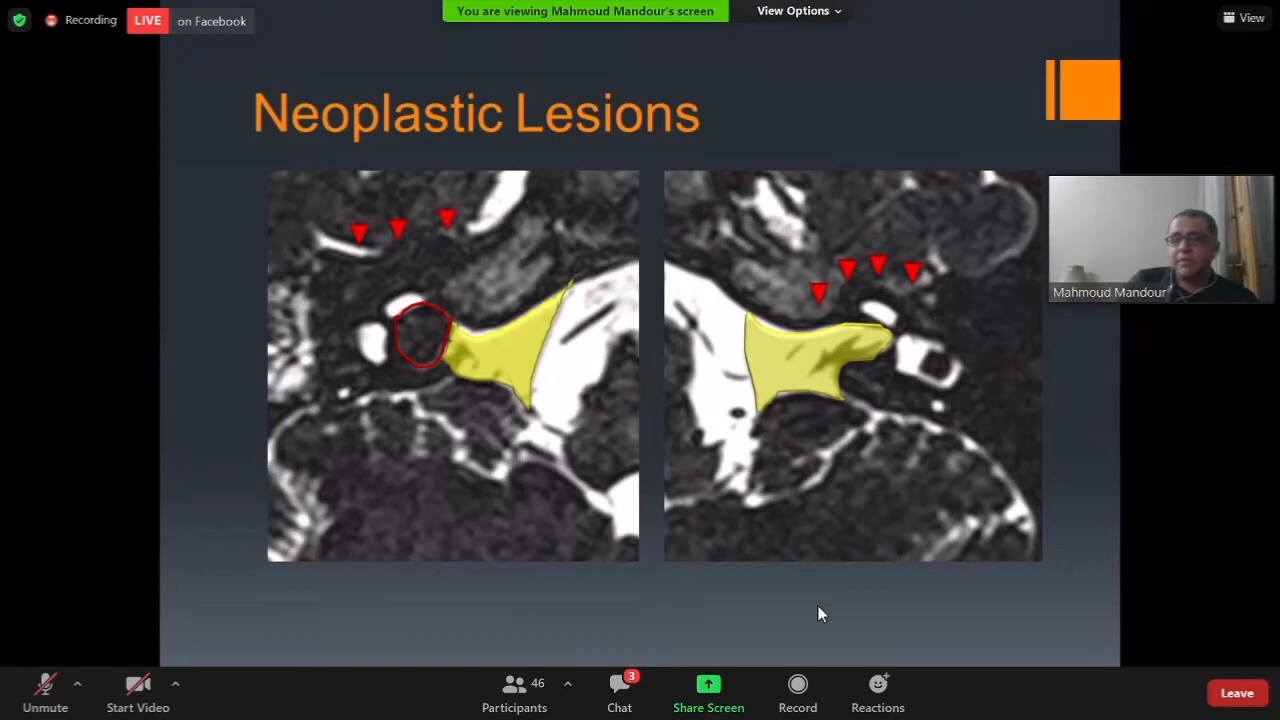 You are viewing Mahmoud Mandour's screen
View Options
Recording
LIVE
on Facebook
View
Neoplastic Lesions
Mahmoud Mandour
Unmute
Start Video
46
Participants
3
Chat
Share Screen
Record
Reactions
Leave